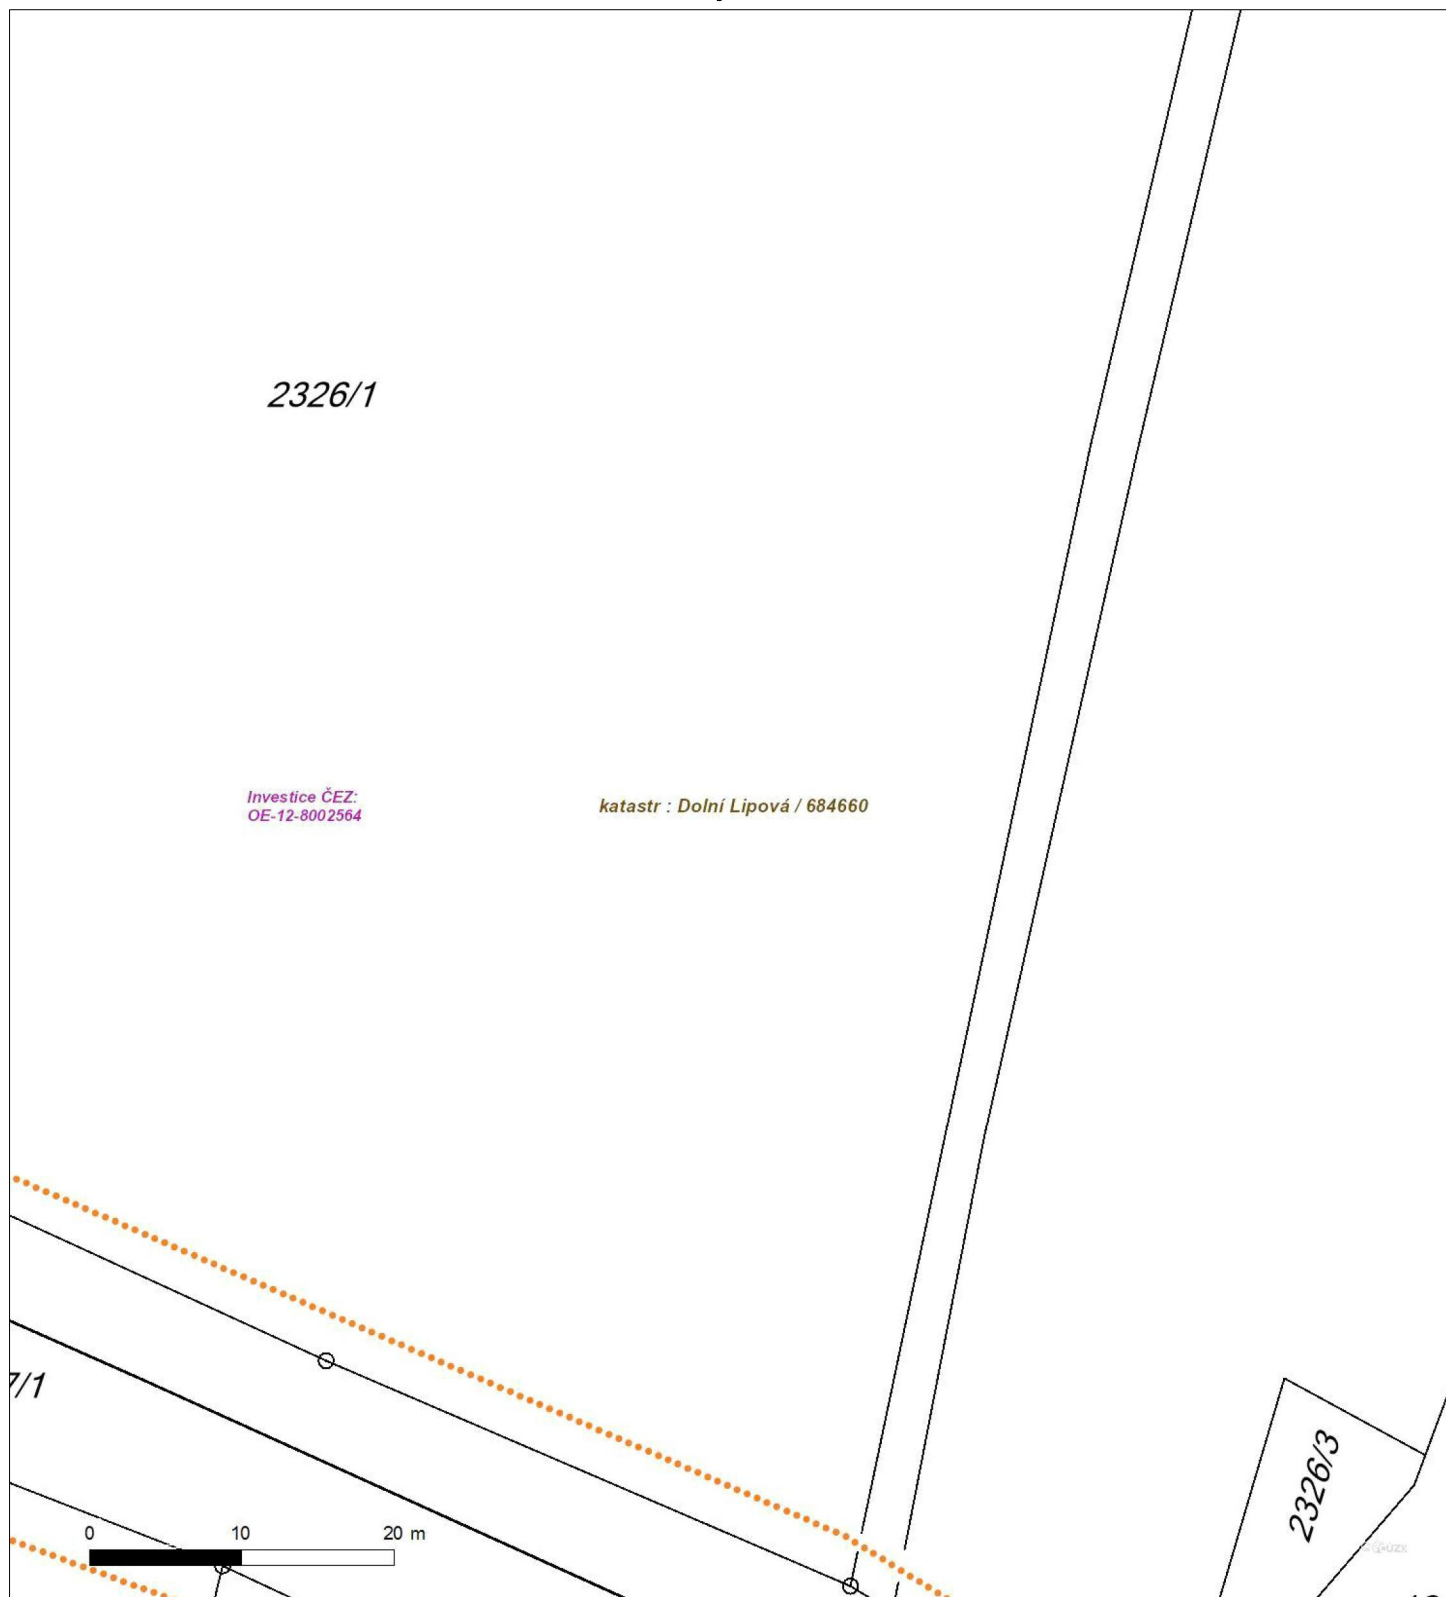 2326/1
Investice ČEZ:
OE-12-8002564
katastr : Dolní Lipová / 684660
7/1
2326/3
0 10 20 m